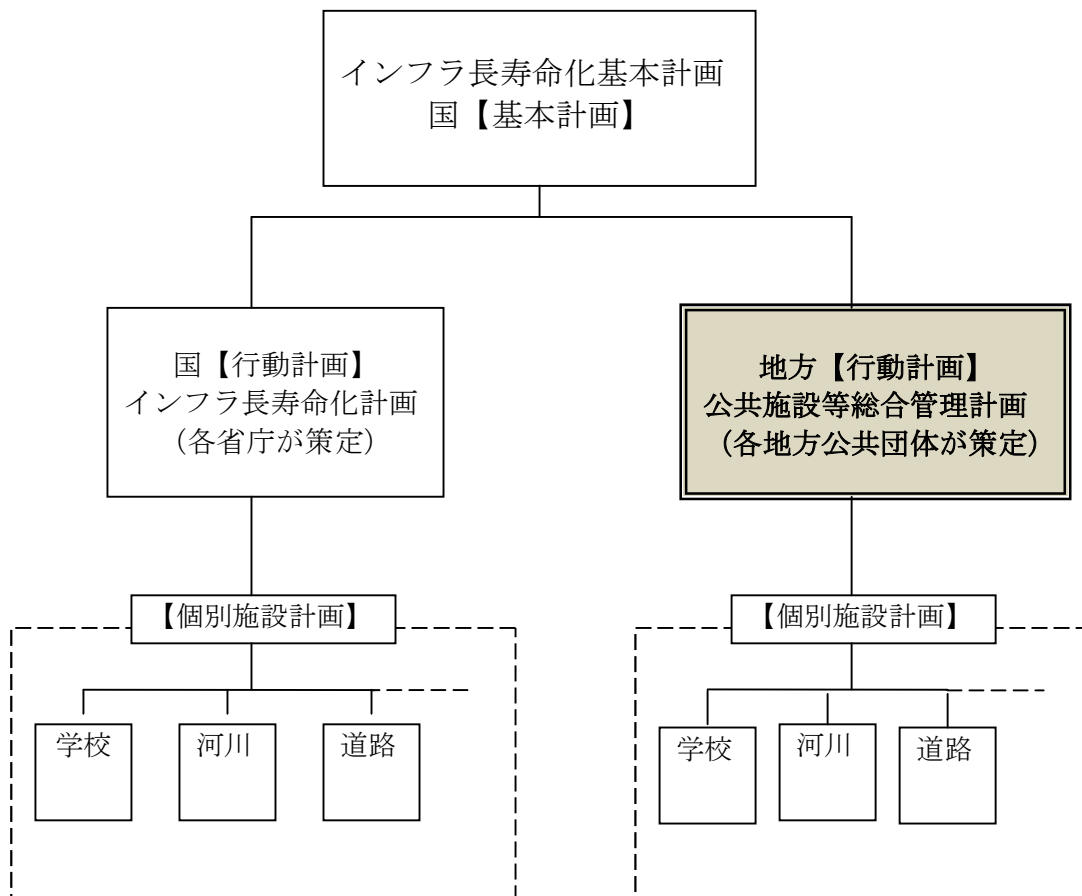 インフラ長寿命化基本計画
国【基本計画】
国【行動計画】
インフラ長寿命化計画
（各省庁が策定）
地方【行動計画】
公共施設等総合管理計画
（各地方公共団体が策定）
【個別施設計画】
学校
河川
道路
【個別施設計画】
学校
河川
道路